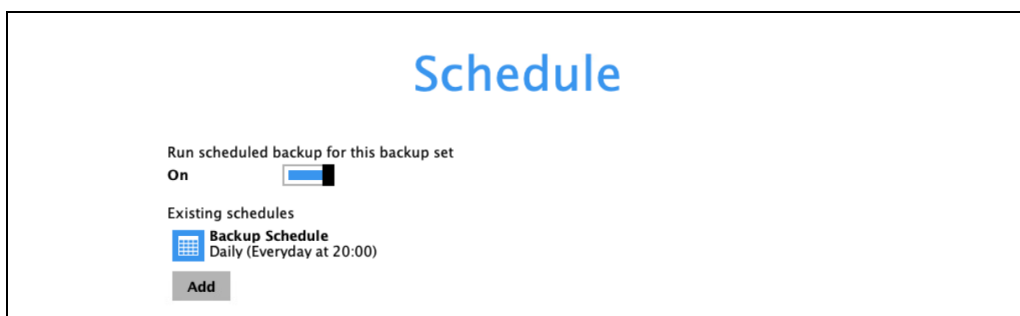 Schedule
Run scheduled backup for this backup set
On
Existing schedules
Backup Schedule
Daily (Everyday at 20:00)
Add